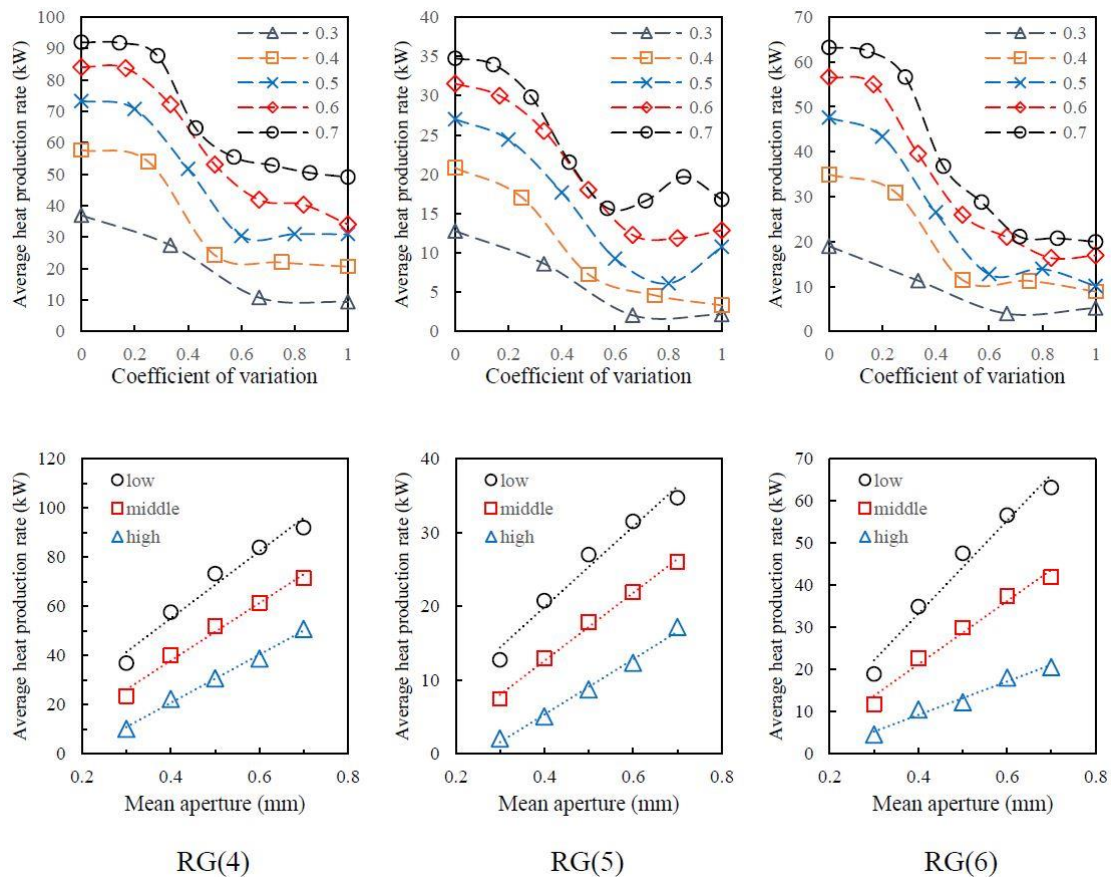 Average heat production rate (kW)
100
90
80
70
60
50
40
30
20
10
0
0 0.2 0.4 0.6 0.8 1
Coefficient of variation
0.3
0.4
0.5
0.6
0.7
Average heat production rate (kW)
40
35
30
25
20
15
10
5
0
0 0.2 0.4 0.6 0.8 1
Coefficient of variation
0.3
0.4
0.5
0.6
0.7
Average heat production rate (kW)
70
60
50
40
30
20
10
0
0 0.2 0.4 0.6 0.8 1
Coefficient of variation
0.3
0.4
0.5
0.6
0.7
Average heat production rate (kW)
120
100
80
60
40
20
0
0.2 0.4 0.6 0.8
Mean aperture (mm)
low
middle
high
Average heat production rate (kW)
40
30
20
10
0
0.2 0.4 0.6 0.8
Mean aperture (mm)
low
middle
high
Average heat production rate (kW)
70
60
50
40
30
20
10
0
0.2 0.4 0.6 0.8
Mean aperture (mm)
low
middle
high
RG(4) RG(5) RG(6)